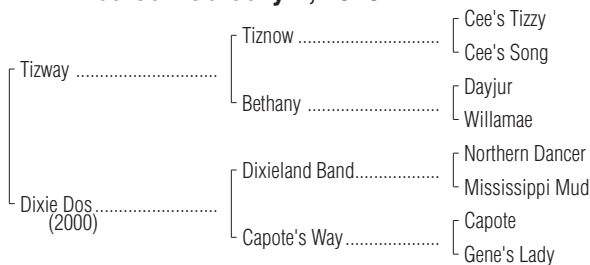 Cee's Tizzy
Tiznow ..................................
Cee's Song
Tizway ..................................
Dayjur
Bethany ................................
Willamae
Northern Dancer
Dixieland Band....................
Mississippi Mud
Dixie Dos.............................
(2000)
Capote
Capote's Way......................
Gene's Lady